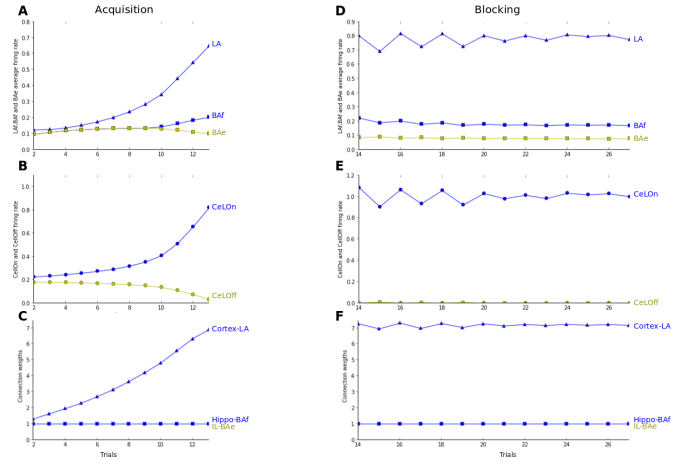 Acquisition
A
LA/,BAf and BAe average firing rate
0.8
0.7
0.6
0.5
0.4
0.3
0.2
0.1
0.0
2
4
6
8
10
12
LA
BAf
BAe
B
CellOn and CellOff firing rate
1.0
0.8
0.6
0.4
0.2
0.0
2
4
6
8
10
12
CeLOn
CeLOff
C
Connection weigths
7
6
5
4
3
2
1
0
2
4
6
8
10
12
Trials
Cortex-LA
Hippo-BAf
IL-BAe
Blocking
D
LA/,BAf and BAe average firing rate
0.9
0.8
0.7
0.6
0.5
0.4
0.3
0.2
0.1
0.0
14
16
18
20
22
24
26
LA
BAf
BAe
E
CellOn and CellOff firing rate
1.2
1.0
0.8
0.6
0.4
0.2
0.0
14
16
18
20
22
24
26
CeLOn
CeLOff
F
Connection weigths
7
6
5
4
3
2
1
0
14
16
18
20
22
24
26
Trials
Cortex-LA
Hippo-BAf
IL-BAe